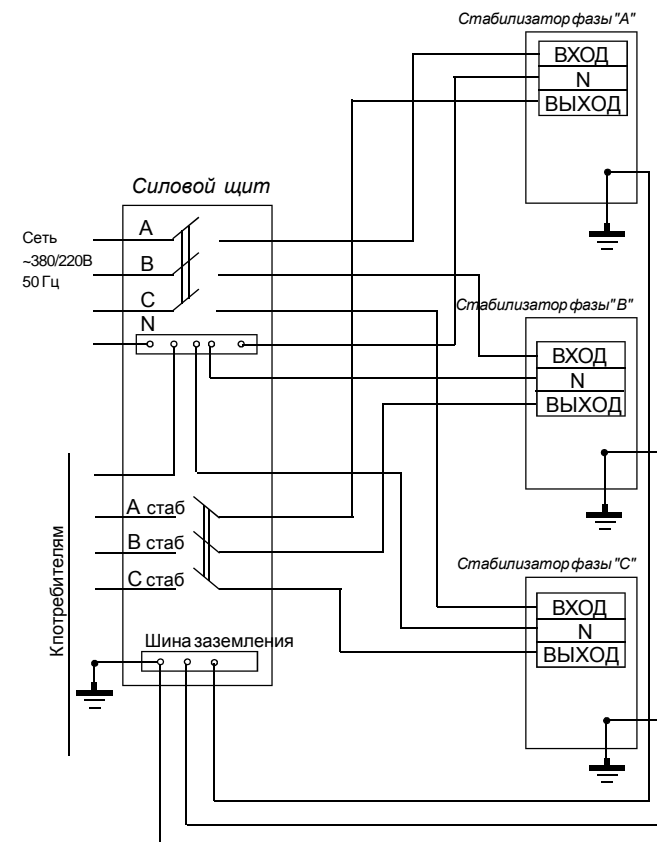 Стабилизатор фазы "А"
ВХОД
N
ВЫХОД
Силовой щит
Сеть
~380/220В
50 Гц
A
B
C
N
Стабилизатор фазы "В"
ВХОД
N
ВЫХОД
К потребителям
А стаб
В стаб
С стаб
Стабилизатор фазы "С"
ВХОД
N
ВЫХОД
Шина заземления